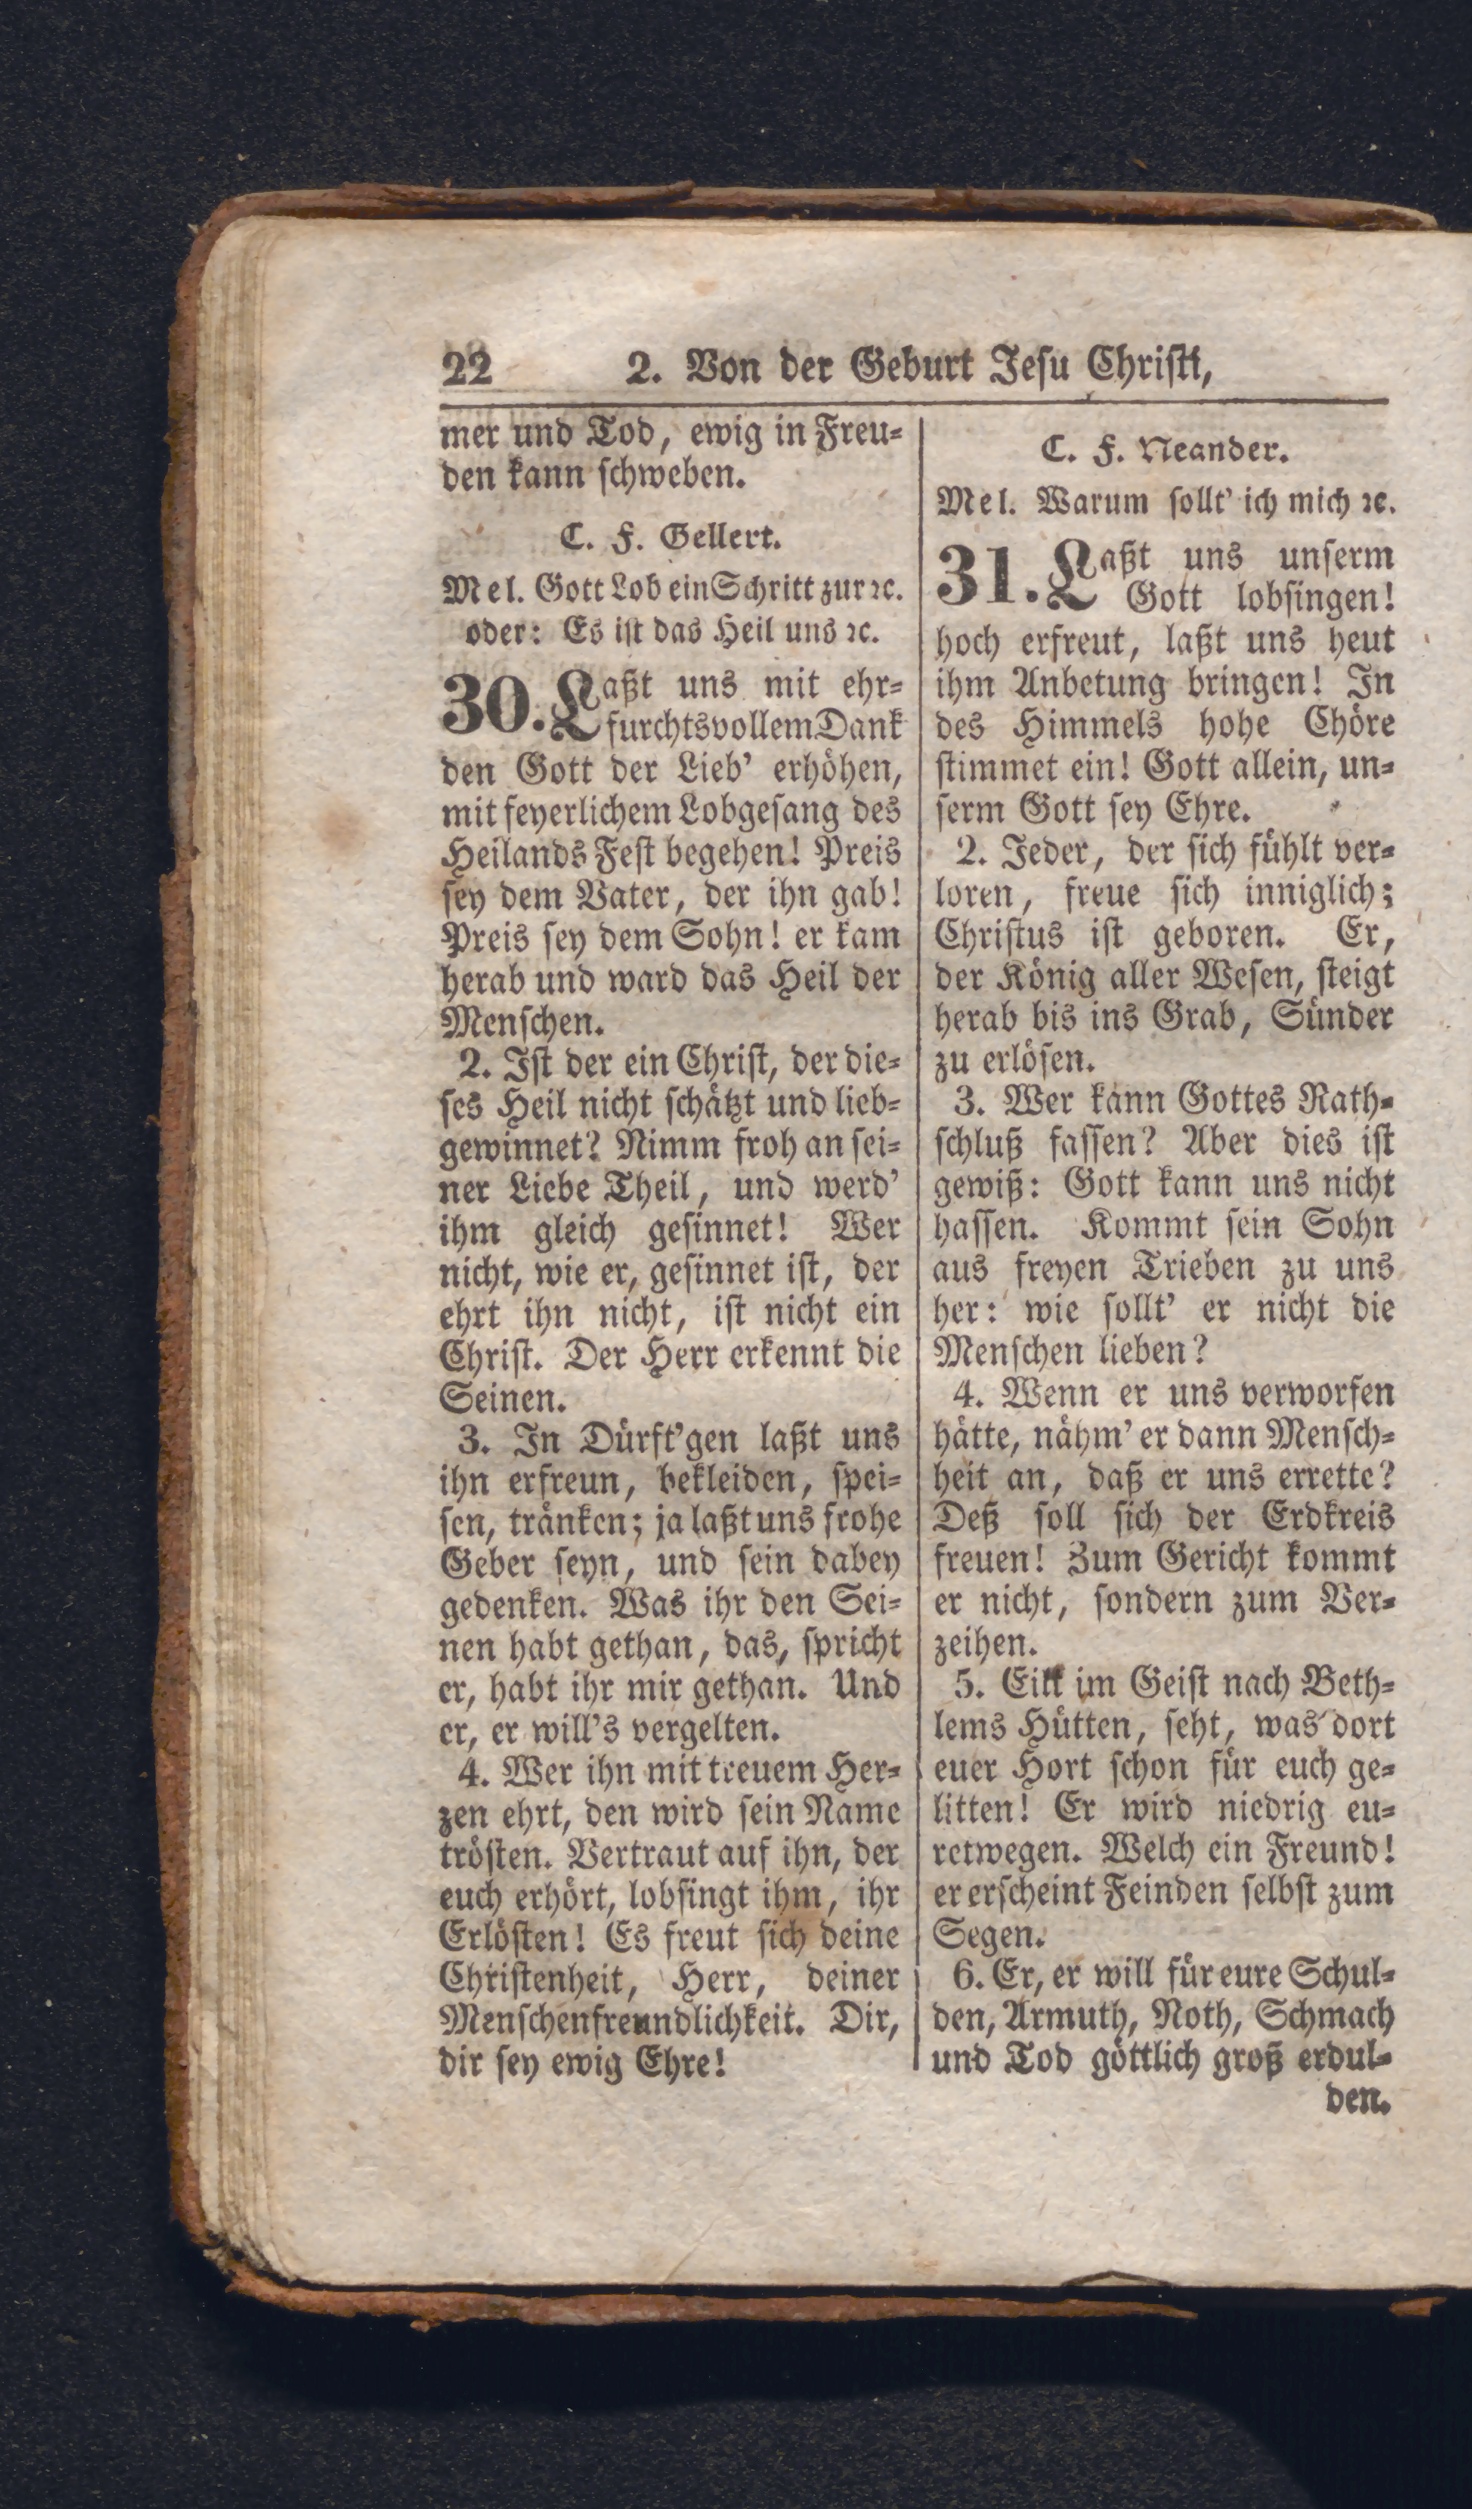 22 2. Von der Geburt Jesu Christi,
mer und Tod, ewig in Freu-
den kann schweben.
C. F. Gellert.
Mel. Gott Lob ein Schritt zur ꝛc.
oder: Es ist das Heil uns ꝛc.
30. Laßt uns mit ehr-
furchtsvollem Dank
den Gott der Lieb' erhöhen,
mit feyerlichem Lobgesang des
Heilands Fest begehen! Preis
sey dem Vater, der ihn gab!
Preis sey dem Sohn! er kam
herab und ward das Heil der
Menschen.
2. Ist der ein Christ, der die-
ses Heil nicht schätzt und lieb-
gewinnet? Nimm froh an sei-
ner Liebe Theil, und werd'
ihm gleich gesinnet! Wer
nicht, wie er, gesinnet ist, der
ehrt ihn nicht, ist nicht ein
Christ. Der Herr erkennt die
Seinen.
3. In Dürft'gen laßt uns
ihn erfreun, bekleiden, spei-
sen, tränken; ja laßt uns frohe
Geber seyn, und sein dabey
gedenken. Was ihr den Sei-
nen habt gethan, das, spricht
er, habt ihr mir gethan. Und
er, er will's vergelten.
4. Wer ihn mit treuem Her-
zen ehrt, den wird sein Name
trösten. Vertraut auf ihn, der
euch erhört, lobsingt ihm, ihr
Erlösten! Es freut sich deine
Christenheit, Herr, deiner
Menschenfreundlichkeit. Dir,
dir sey ewig Ehre!
C. F. Neander.
Mel. Warum sollt' ich mich ꝛc.
31. Laßt uns unserm
Gott lobsingen!
hoch erfreut, laßt uns heut
ihm Anbetung bringen! In
des Himmels hohe Chöre
stimmet ein! Gott allein, un-
serm Gott sey Ehre.
2. Jeder, der sich fühlt ver-
loren, freue sich inniglich;
Christus ist geboren. Er,
der König aller Wesen, steigt
herab bis ins Grab, Sünder
zu erlösen.
3. Wer kann Gottes Rath-
schluß fassen? Aber dies ist
gewiß: Gott kann uns nicht
hassen. Kommt sein Sohn
aus freyen Trieben zu uns
her: wie sollt' er nicht die
Menschen lieben?
4. Wenn er uns verworfen
hätte, nähm' er dann Mensch-
heit an, daß er uns errette?
Deß soll sich der Erdkreis
freuen! Zum Gericht kommt
er nicht, sondern zum Ver-
zeihen.
5. Eilt im Geist nach Beth-
lems Hütten, seht, was dort
euer Hort schon für euch ge-
litten! Er wird niedrig eu-
retwegen. Welch ein Freund!
er erscheint Feinden selbst zum
Segen.
6. Er, er will für eure Schul-
den, Armuth, Noth, Schmach
und Tod göttlich groß erdul-
den.